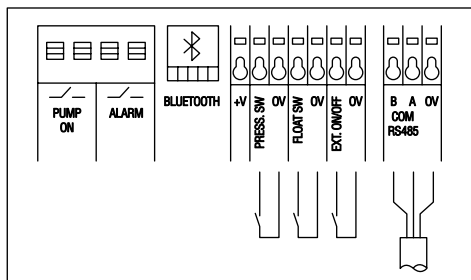 PUMP ON
ALARM
BLUETOOTH
+V
PRESS. SW
0V
FLOAT SW
0V
EXT. ON/OFF
0V
B A 0V
COM
RS485